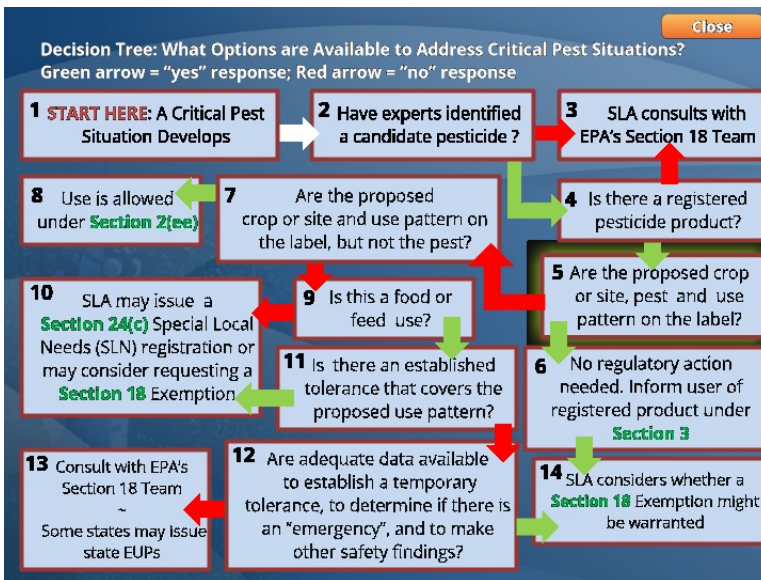 Close
Decision Tree: What Options are Available to Address Critical Pest Situations?
Green arrow = “yes” response; Red arrow = “no” response
1 START HERE: A Critical Pest
Situation Develops
2 Have experts identified
a candidate pesticide ?
3 SLA consults with
EPA’s Section 18 Team
4 Is there a registered
pesticide product?
5 Are the proposed crop
or site, pest and use
pattern on the label?
6 No regulatory action
needed. Inform user of
registered product under
Section 3
7 Are the proposed
crop or site and use pattern on
the label, but not the pest?
8 Use is allowed
under Section 2(ee)
9 Is this a food or
feed use?
10 SLA may issue a
Section 24(c) Special Local
Needs (SLN) registration or
may consider requesting a
Section 18 Exemption
11 Is there an established
tolerance that covers the
proposed use pattern?
12 Are adequate data available
to establish a temporary
tolerance, to determine if there is
an “emergency”, and to make
other safety findings?
13 Consult with EPA’s
Section 18 Team
~
Some states may issue
state EUPs
14 SLA considers whether a
Section 18 Exemption might
be warranted